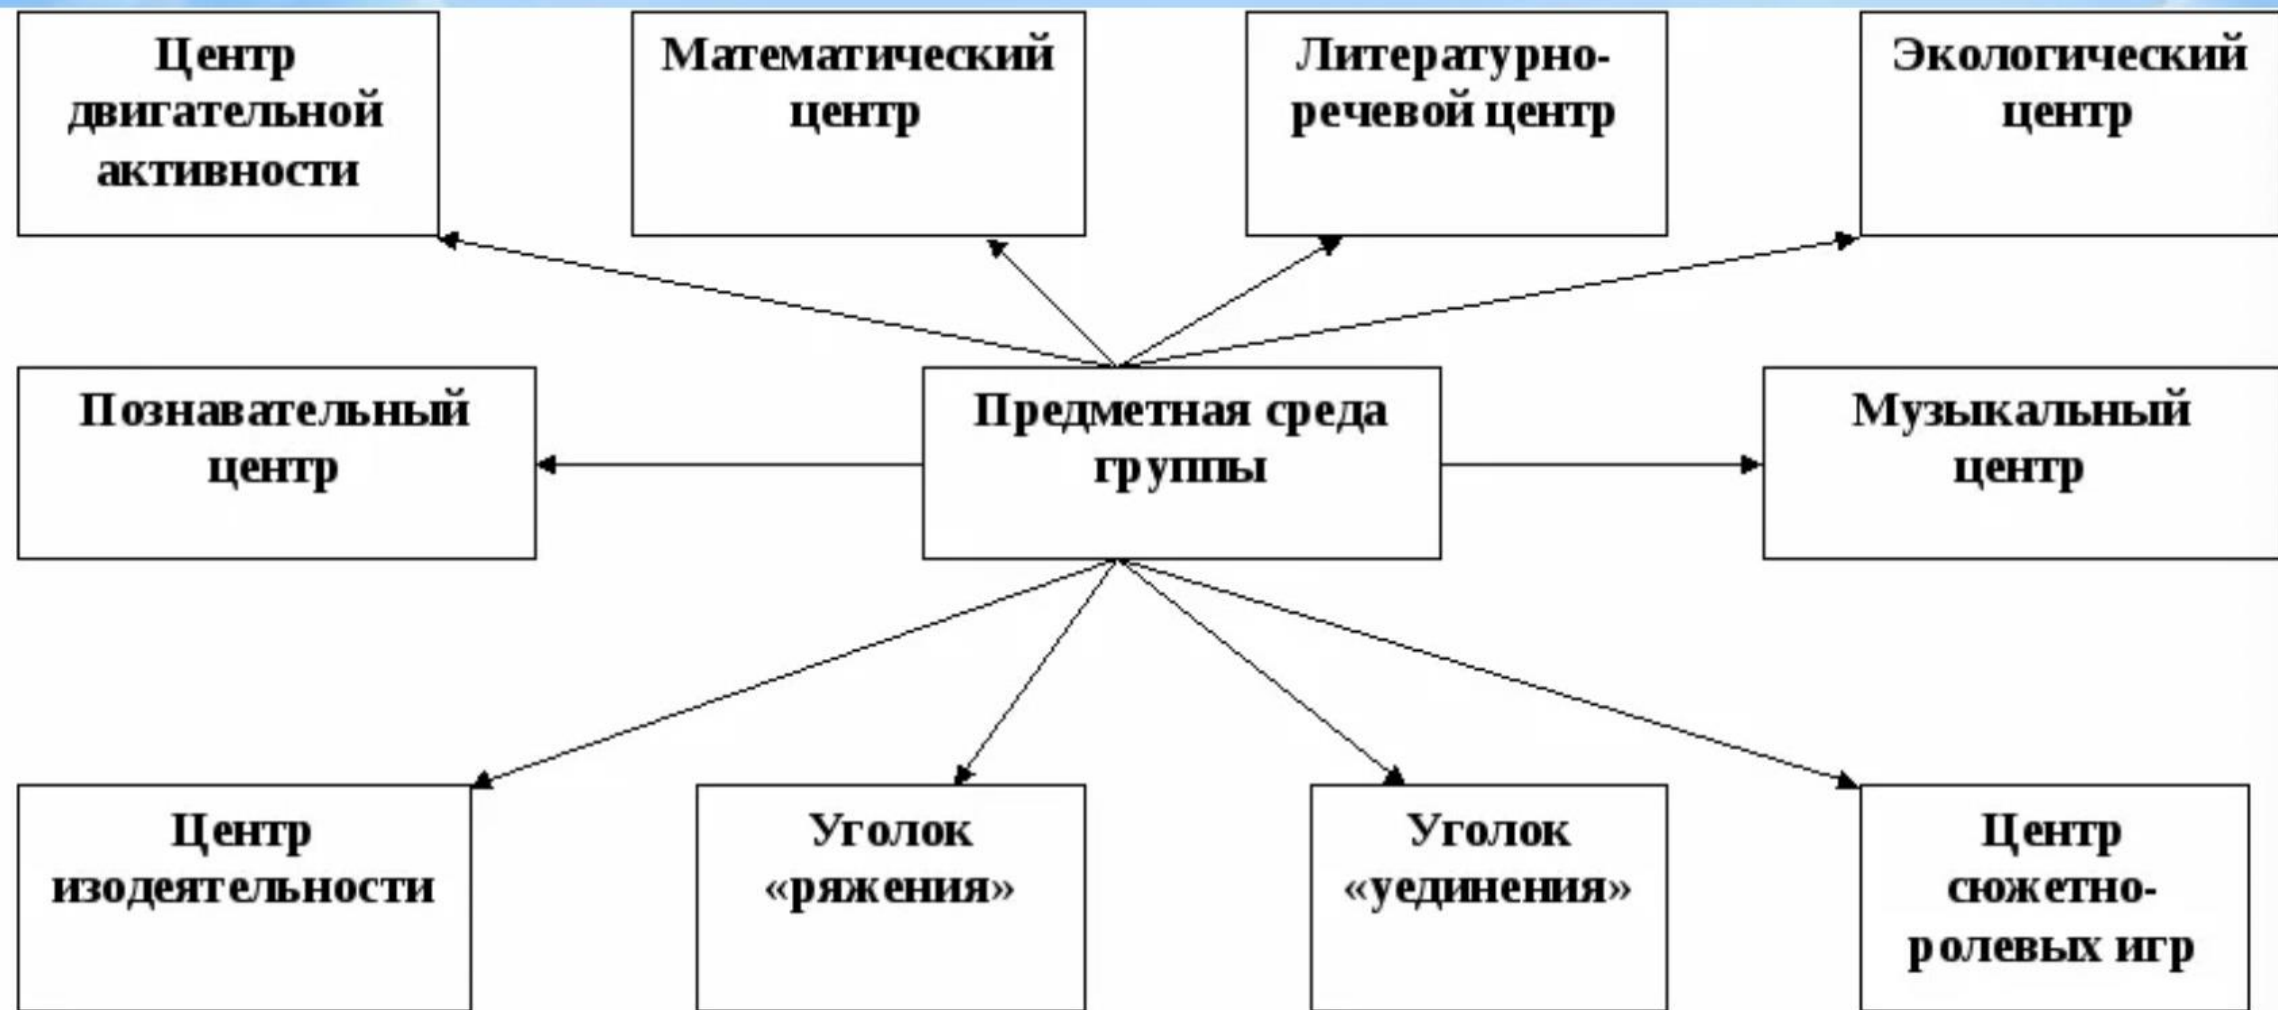 Центр
двигательной
активности
Математический
центр
Литературно-
речевой центр
Экологический
центр
Познавательный
центр
Предметная среда
группы
Музыкальный
центр
Центр
изодеятельности
Уголок
«ряжения»
Уголок
«уединения»
Центр
сюжетно-
ролевых игр